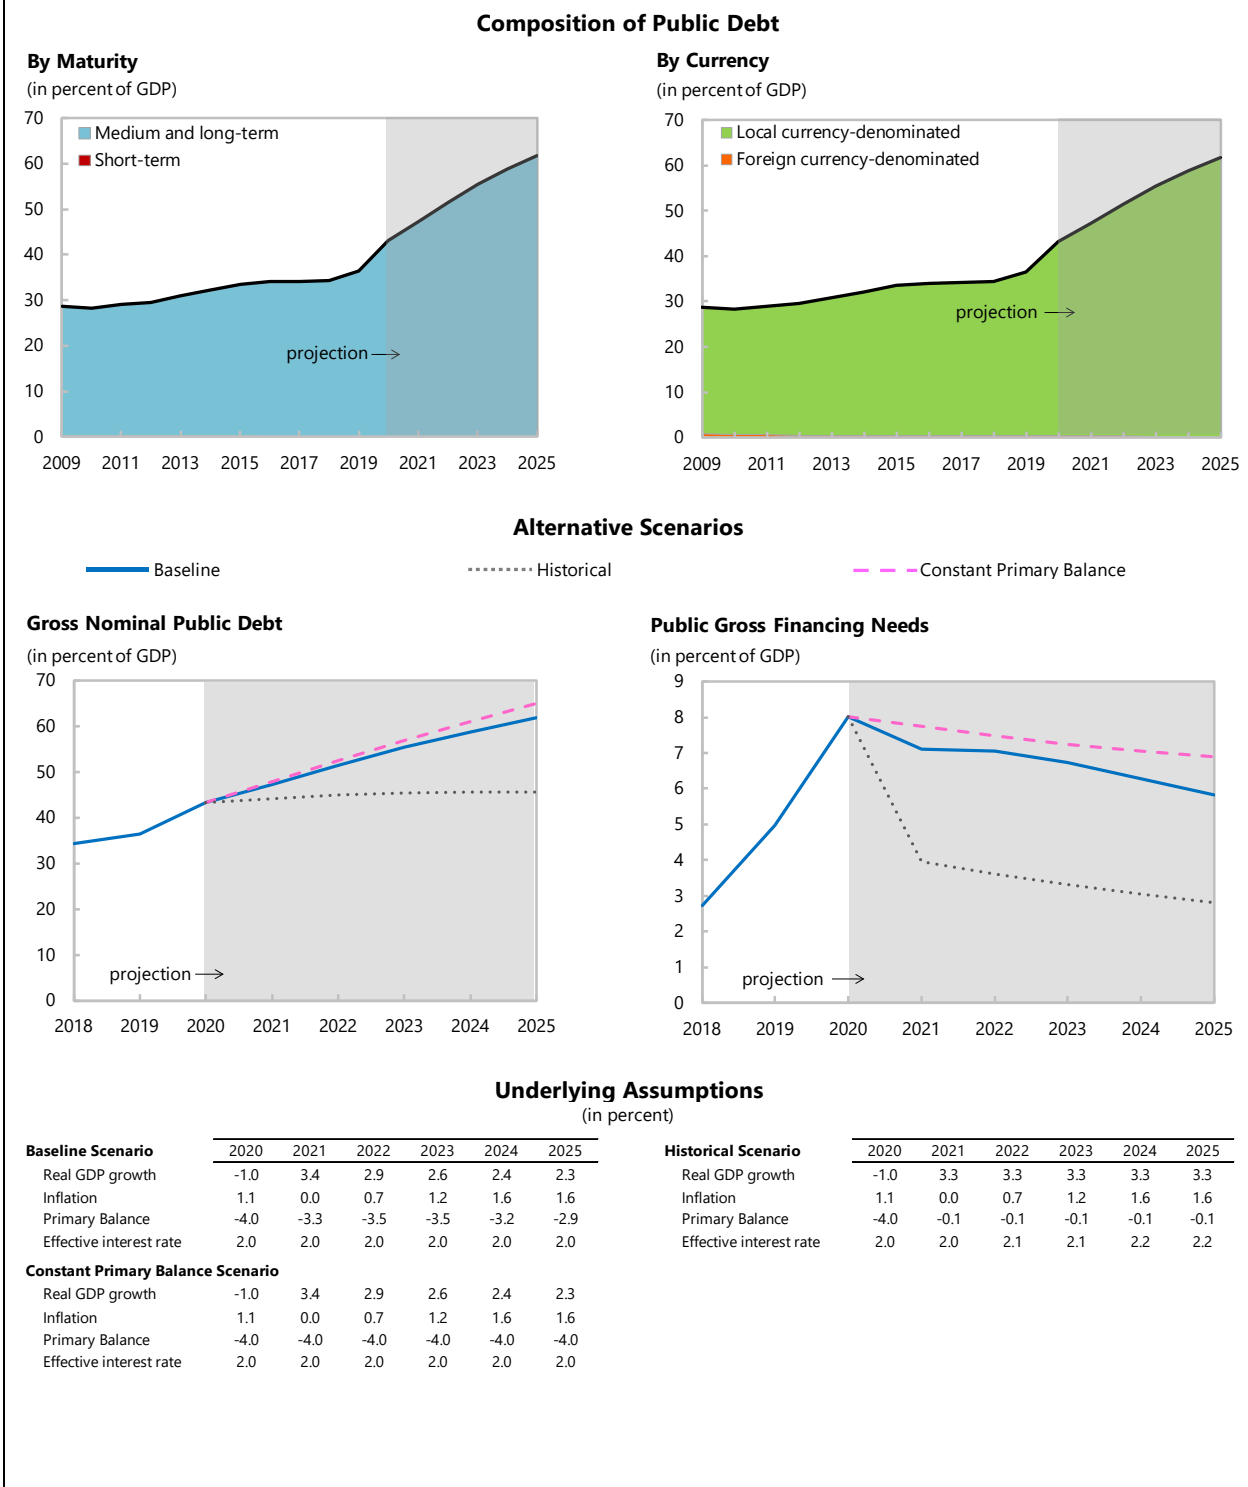 Composition of Public Debt
By Maturity
(in percent of GDP)
70
60
50
40
30
20
10
0
Medium and long-term
Short-term
projection
2009 2011 2013 2015 2017 2019 2021 2023 2025
By Currency
(in percent of GDP)
70
60
50
40
30
20
10
0
Local currency-denominated
Foreign currency-denominated
projection
2009 2011 2013 2015 2017 2019 2021 2023 2025
Alternative Scenarios
Baseline Historical Constant Primary Balance
Gross Nominal Public Debt
(in percent of GDP)
70
60
50
40
30
20
10
0
projection
2018 2019 2020 2021 2022 2023 2024 2025
Public Gross Financing Needs
(in percent of GDP)
9
8
7
6
5
4
3
2
1
0
projection
2018 2019 2020 2021 2022 2023 2024 2025
Underlying Assumptions
(in percent)
Baseline Scenario 2020 2021 2022 2023 2024 2025
Real GDP growth -1.0 3.4 2.9 2.6 2.4 2.3
Inflation 1.1 0.0 0.7 1.2 1.6 1.6
Primary Balance -4.0 -3.3 -3.5 -3.5 -3.2 -2.9
Effective interest rate 2.0 2.0 2.0 2.0 2.0 2.0
Constant Primary Balance Scenario
Real GDP growth -1.0 3.4 2.9 2.6 2.4 2.3
Inflation 1.1 0.0 0.7 1.2 1.6 1.6
Primary Balance -4.0 -4.0 -4.0 -4.0 -4.0 -4.0
Effective interest rate 2.0 2.0 2.0 2.0 2.0 2.0
Historical Scenario 2020 2021 2022 2023 2024 2025
Real GDP growth -1.0 3.3 3.3 3.3 3.3 3.3
Inflation 1.1 0.0 0.7 1.2 1.6 1.6
Primary Balance -4.0 -0.1 -0.1 -0.1 -0.1 -0.1
Effective interest rate 2.0 2.0 2.1 2.1 2.2 2.2